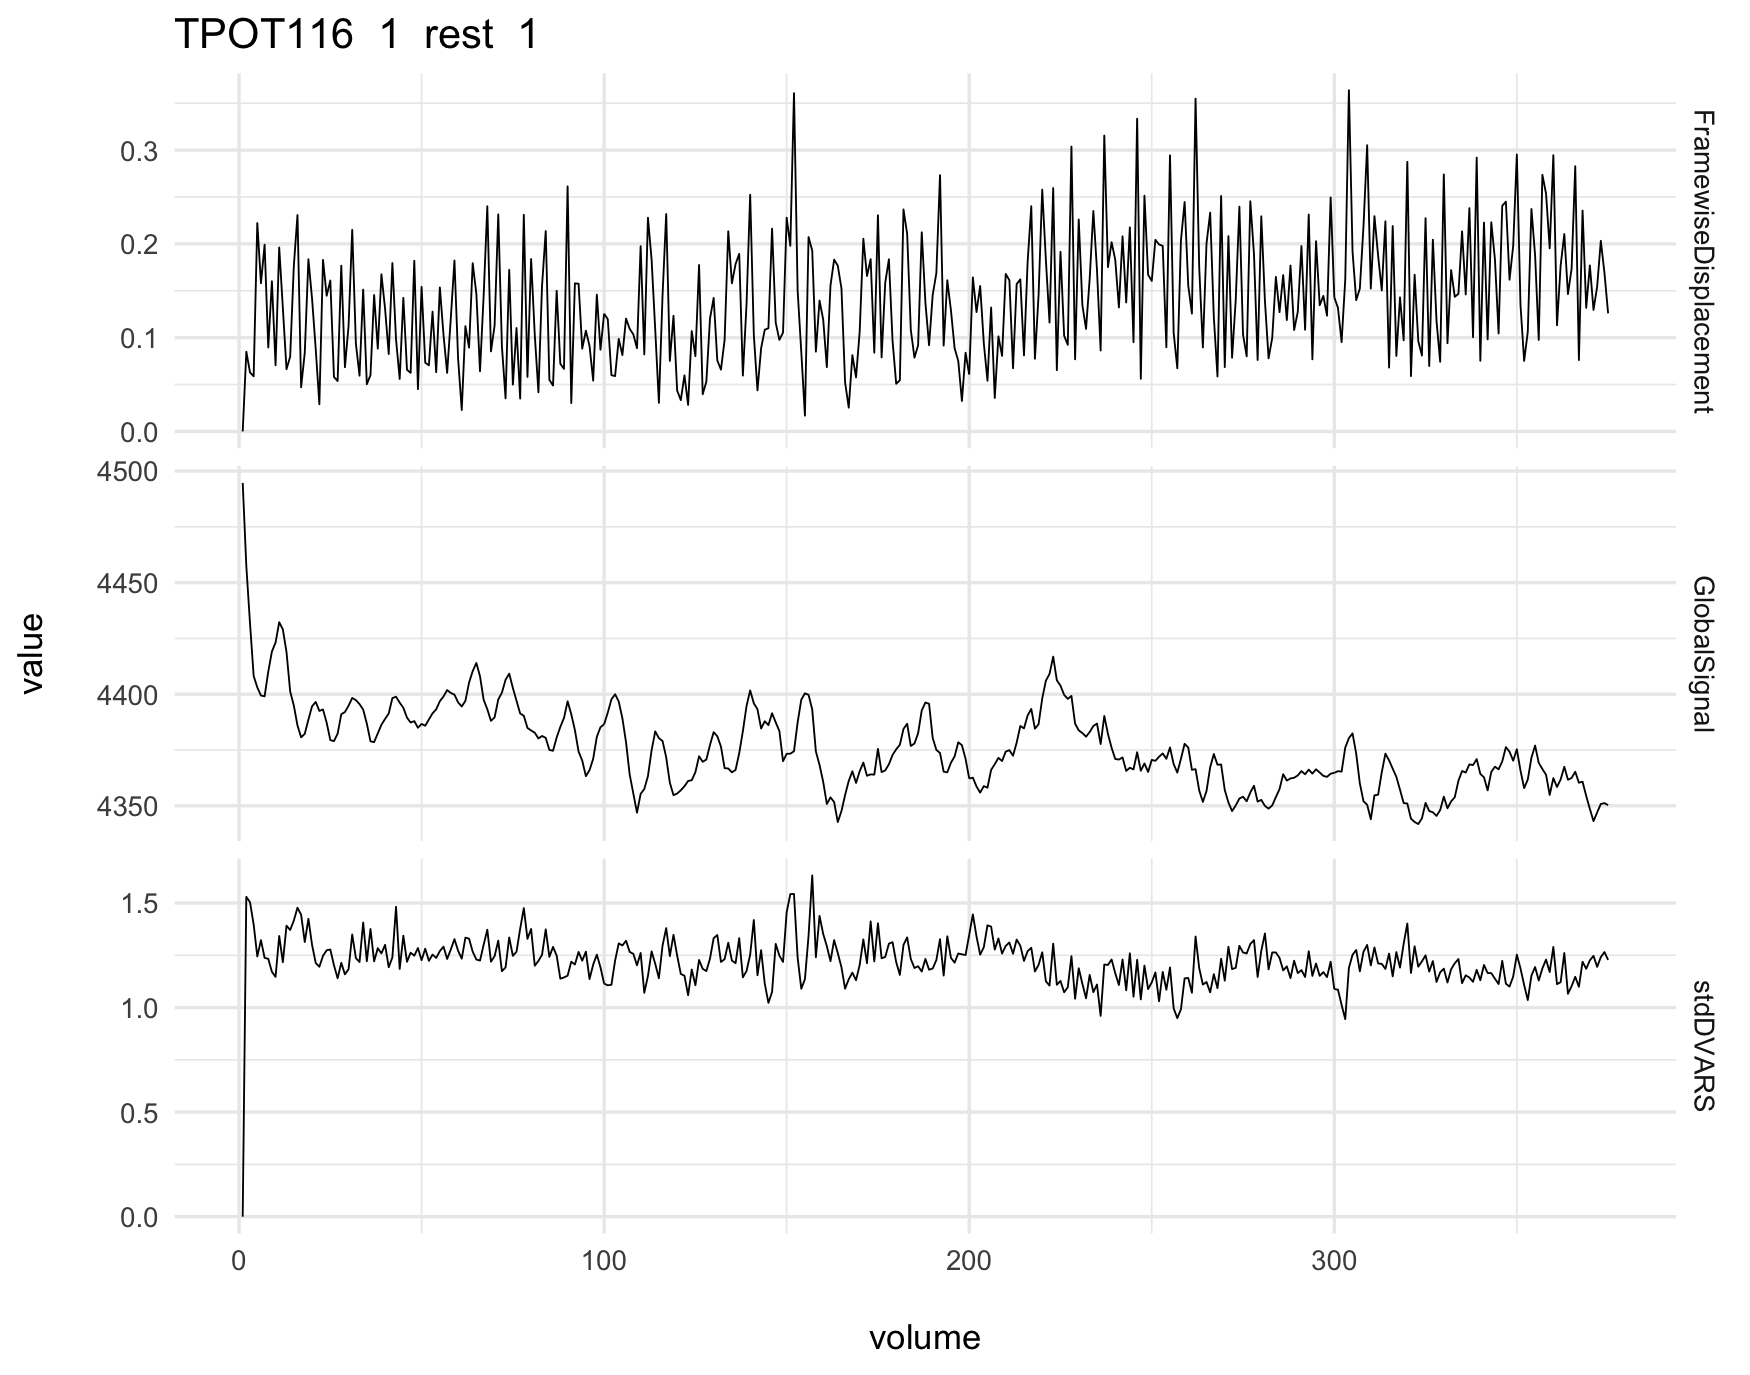 TPOT116 1 rest 1
0.3
0.2
0.1
0.0
FramewiseDisplacement
4500
4450
4400
4350
GlobalSignal
1.5
1.0
0.5
0.0
stdDVARS
value
0 100 200 300
volume